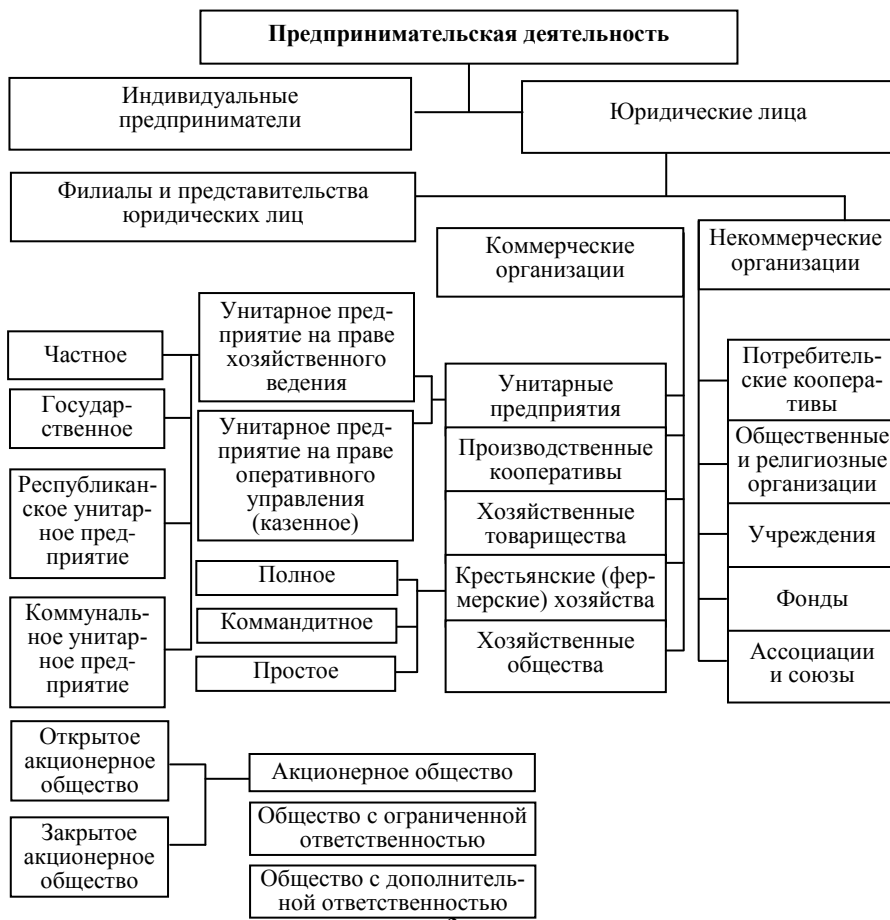 Предпринимательская деятельность
Индивидуальные
предприниматели
Юридические лица
Филиалы и представительства
юридических лиц
Коммерческие
организации
Некоммерческие
организации
Частное
Государ-
ственное
Республикан-
ское унитар-
ное пред-
приятие
Коммуналь-
ное унитар-
ное пред-
приятие
Унитарное пред-
приятие на праве
хозяйственного
ведения
Унитарное пред-
приятие на праве
оперативного
управления
(казенное)
Полное
Коммандитное
Простое
Унитарные
предприятия
Производственные
кооперативы
Хозяйственные
товарищества
Крестьянские (фер-
мерские) хозяйства
Хозяйственные
общества
Потребитель-
ские коопера-
тивы
Общественные
и религиозные
организации
Учреждения
Фонды
Ассоциации
и союзы
Открытое
акционерное
общество
Закрытое
акционерное
общество
Акционерное общество
Общество с ограниченной
ответственностью
Общество с дополнитель-
ной ответственностью